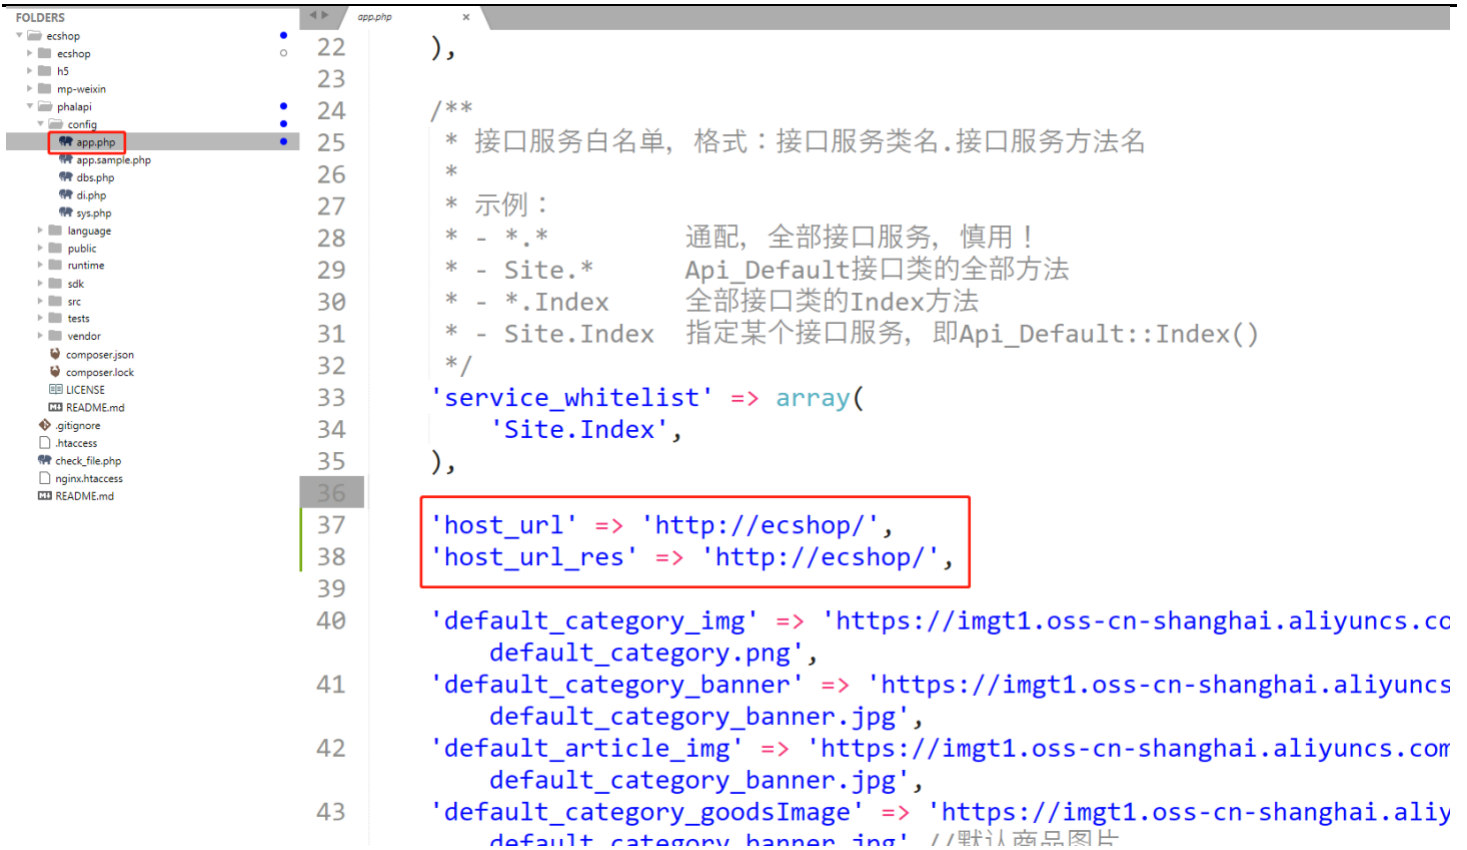 FOLDERS
ecshop
ecshop
h5
mp-weixin
phalapi
config
app.php
app.sample.php
dbs.php
di.php
sys.php
language
public
runtime
sdk
src
tests
vendor
composer.json
composer.lock
LICENSE
README.md
.gitignore
.htaccess
check_file.php
nginx.htaccess
README.md
app.php ×
22 ),
23
24 /**
25 * 接口服务白名单，格式：接口服务类名.接口服务方法名
26 *
27 * 示例：
28 * - *.* 通配，全部接口服务，慎用！
29 * - Site.* Api_Default接口类的全部方法
30 * - *.Index 全部接口类的Index方法
31 * - Site.Index 指定某个接口服务，即Api_Default::Index()
32 */
33 'service_whitelist' => array(
34 'Site.Index',
35 ),
36
37 'host_url' => 'http://ecshop/',
38 'host_url_res' => 'http://ecshop/',
39
40 'default_category_img' => 'https://imgt1.oss-cn-shanghai.aliyuncs.co
default_category.png',
41 'default_category_banner' => 'https://imgt1.oss-cn-shanghai.aliyuncs
default_category_banner.jpg',
42 'default_article_img' => 'https://imgt1.oss-cn-shanghai.aliyuncs.com
default_category_banner.jpg',
43 'default_category_goodsImage' => 'https://imgt1.oss-cn-shanghai.aliy
default_category_banner.jpg' //默认商品图片